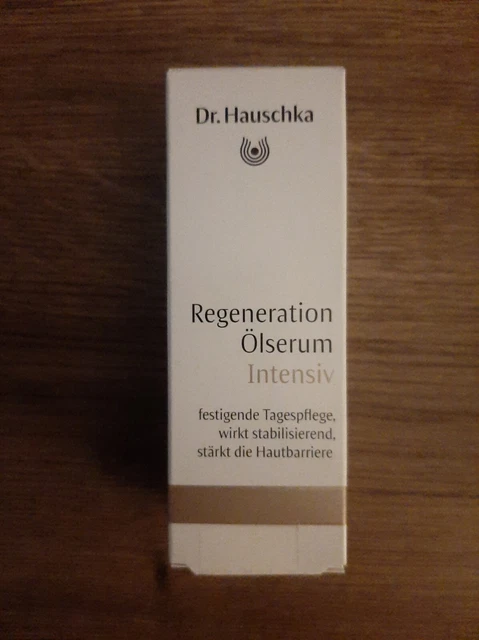 Dr. Hauschka
Regeneration
Ölserum
Intensiv
festigende Tagespflege,
wirkt stabilisierend,
stärkt die Hautbarriere